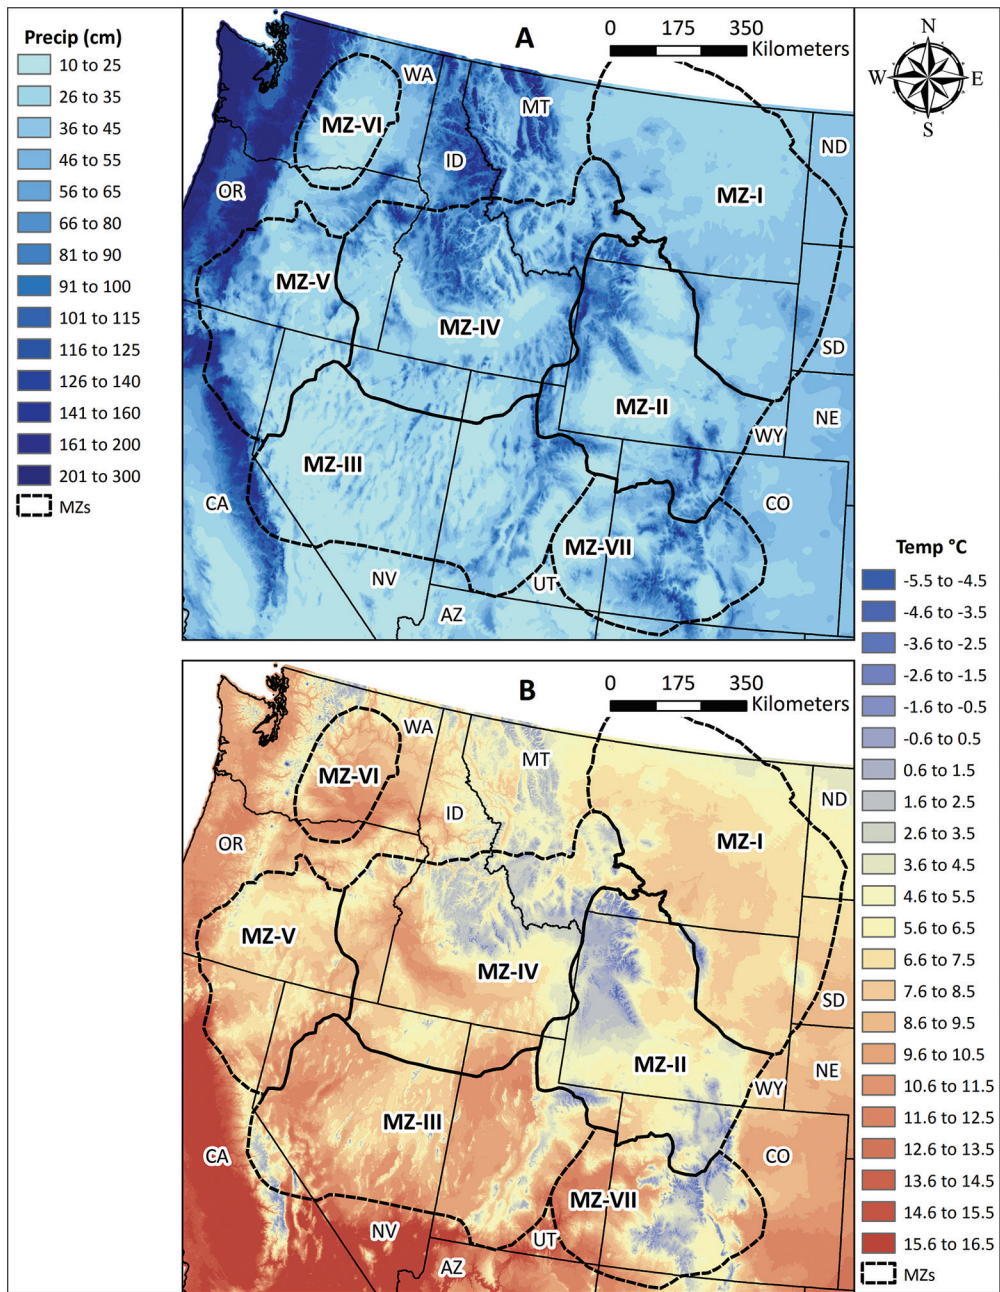 Precip (cm)
10 to 25
26 to 35
36 to 45
46 to 55
56 to 65
66 to 80
81 to 90
91 to 100
101 to 115
116 to 125
126 to 140
141 to 160
161 to 200
201 to 300
MZs
A
0 175 350
Kilometers
N
W E
S
WA
MT
ND
MZ-VI
ID
OR
MZ-I
MZ-V
MZ-IV
SD
MZ-II
NE
WY
MZ-III
CA
CO
MZ-VII
NV
UT
AZ
Temp °C
-5.5 to -4.5
-4.6 to -3.5
-3.6 to -2.5
-2.6 to -1.5
-1.6 to -0.5
-0.6 to 0.5
0.6 to 1.5
1.6 to 2.5
2.6 to 3.5
3.6 to 4.5
4.6 to 5.5
5.6 to 6.5
6.6 to 7.5
7.6 to 8.5
8.6 to 9.5
9.6 to 10.5
10.6 to 11.5
11.6 to 12.5
12.6 to 13.5
13.6 to 14.5
14.6 to 15.5
15.6 to 16.5
MZs
B
0 175 350
Kilometers
WA
MT
MZ-VI
ND
ID
OR
MZ-I
MZ-V
MZ-IV
SD
MZ-II
NE
WY
MZ-III
CA
CO
MZ-VII
NV
UT
AZ